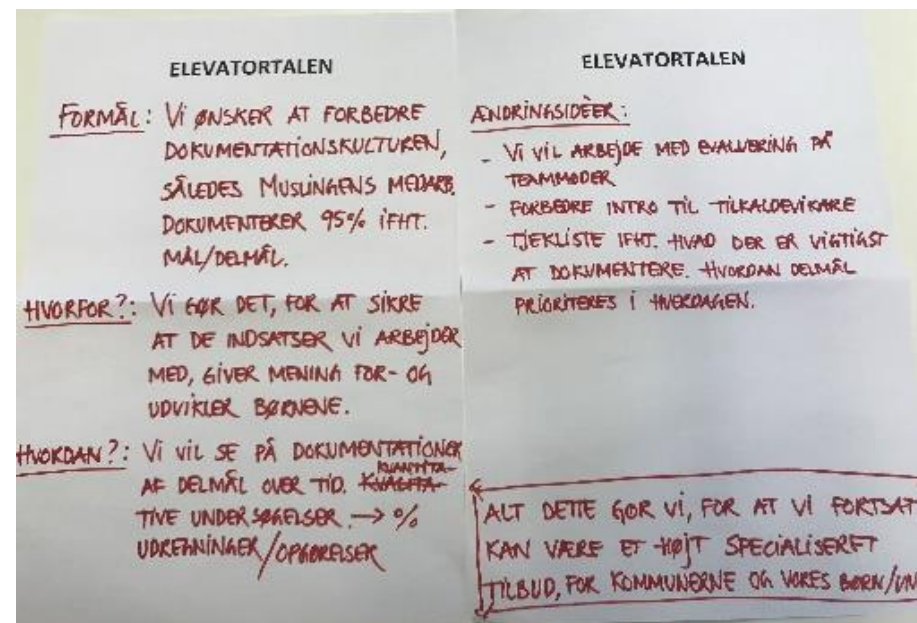 ELEVATORTALEN
FORMÅL: VI ØNSKER AT FORBEDRE
DOKUMENTATIONSKULTUREN,
SÅLEDES MUSLINGENS MEDARB.
DOKUMENTERER 95% IFHT.
MÅL/DELMÅL.
HVORFOR?: VI GØR DET, FOR AT SIKRE
AT DE INDSATSER VI ARBEJDER
MED, GIVER MENING FOR- OG
UDVIKLER BØRNENE.
HVORDAN?: VI VIL SE PÅ DOKUMENTATIONER
KVANTITA-
AF DELMÅL OVER TID. KVALITA-
TIVE UNDERSØGELSER. → %
UDREGNINGER/OPGØRELSER
ELEVATORTALEN
ÆNDRINGSIDÈER:
- VI VIL ARBEJDE MED EVALUERING PÅ
TEAMMØDER
- FORBEDRE INTRO TIL TILKALDEVIKARE
- TJEKLISTE IFHT. HVAD DER ER VIGTIGST
AT DOKUMENTERE. HVORDAN DELMÅL
PRIORITERES I HVERDAGEN.
ALT DETTE GØR VI, FOR AT VI FORTSAT
KAN VÆRE ET HØJT SPECIALISERET
TILBUD, FOR KOMMUNERNE OG VORES BØRN/UN